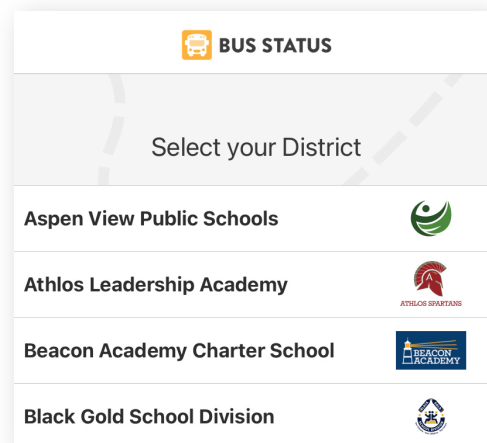 BUS STATUS
Select your District
Aspen View Public Schools
Athlos Leadership Academy
A
ATHLOS SPARTANS
Beacon Academy Charter School
BEACON
ACADEMY
Black Gold School Division